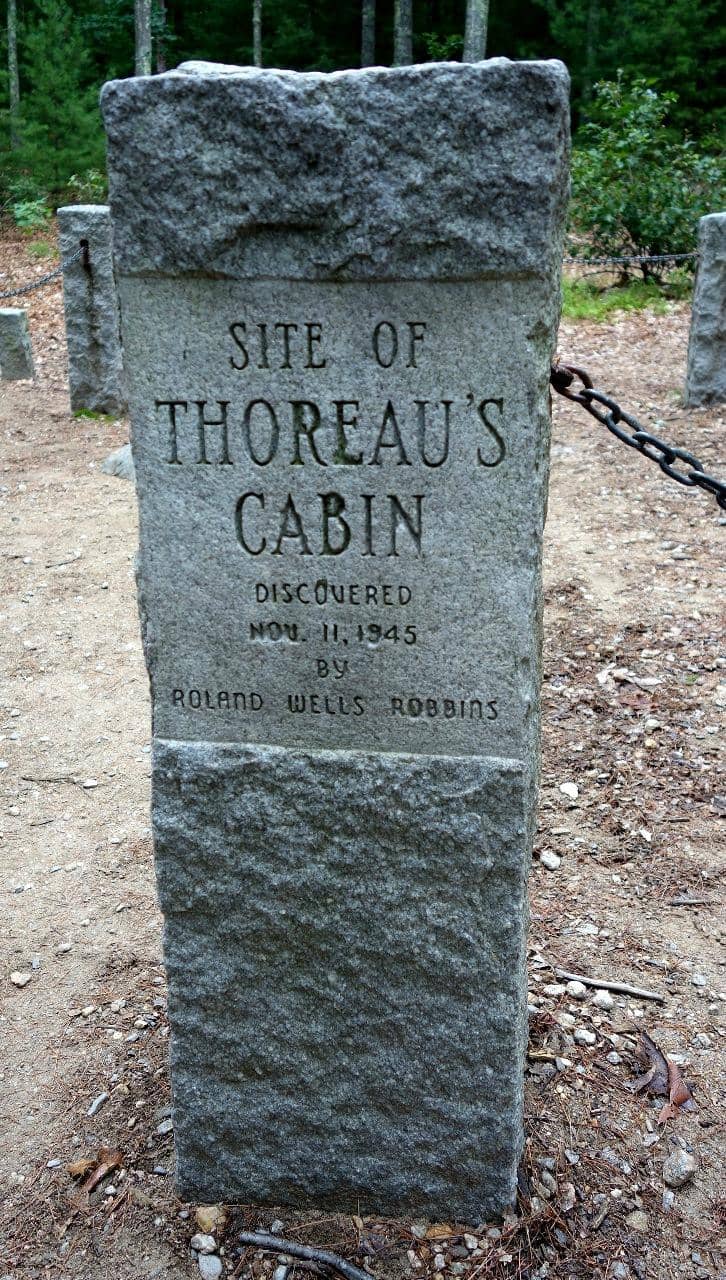 SITE OF
THOREAU'S
CABIN
DISCOVERED
NOV. 11, 1945
BY
ROLAND WELLS ROBBINS